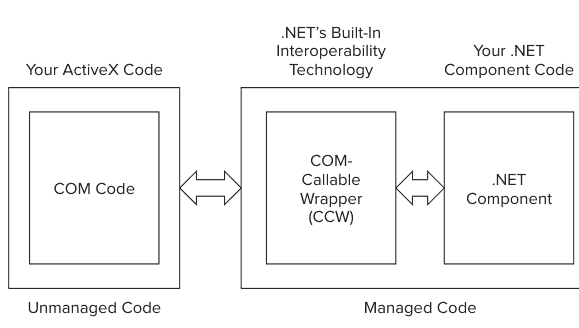 .NET's Built-In
Interoperability
Technology
Your .NET
Component Code
Your ActiveX Code
COM Code
COM-
Callable
Wrapper
(CCW)
.NET
Component
Unmanaged Code
Managed Code